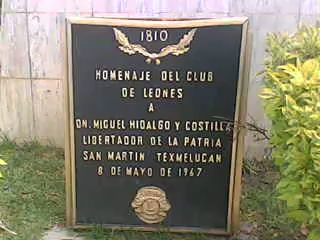 1810
HOMENAJE DEL CLUB
DE LEONES
A
DN. MIGUEL HIDALGO Y COSTILLA
LIBERTADOR DE LA PATRIA
SAN MARTIN TEXMELUCAN
8 DE MAYO DE 1967